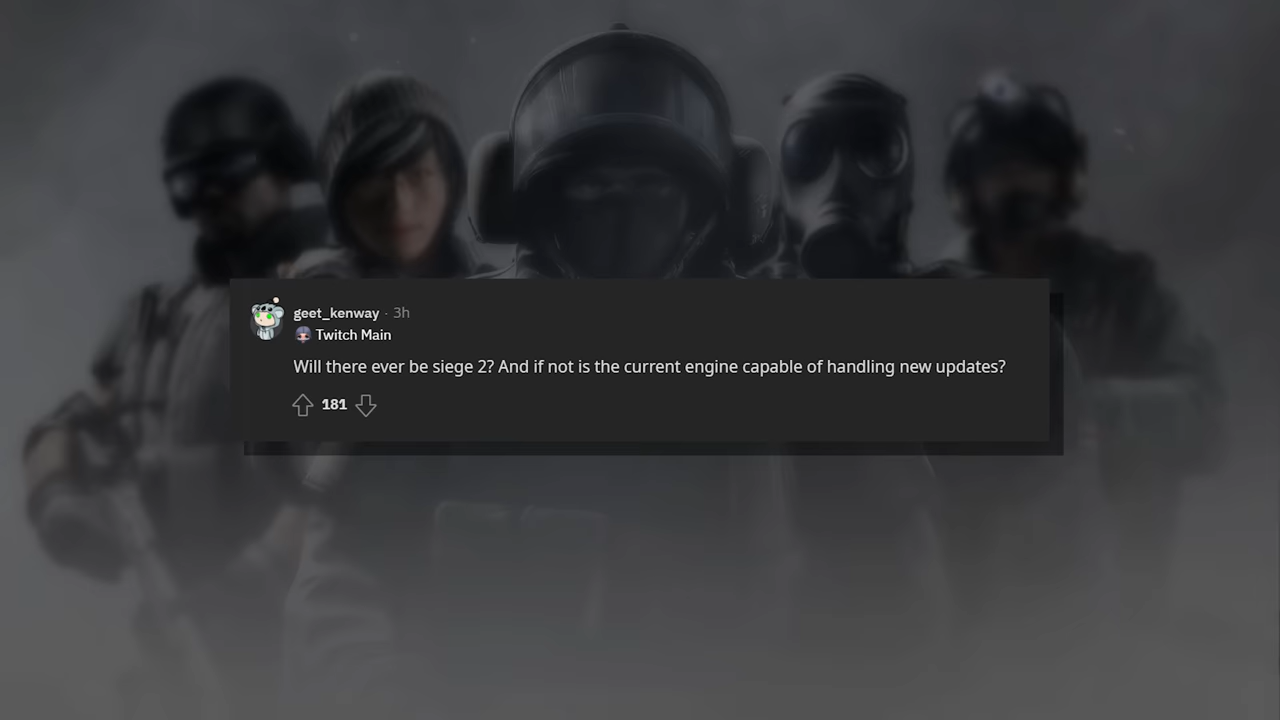 geet_kenway · 3h
Twitch Main
Will there ever be siege 2? And if not is the current engine capable of handling new updates?
181